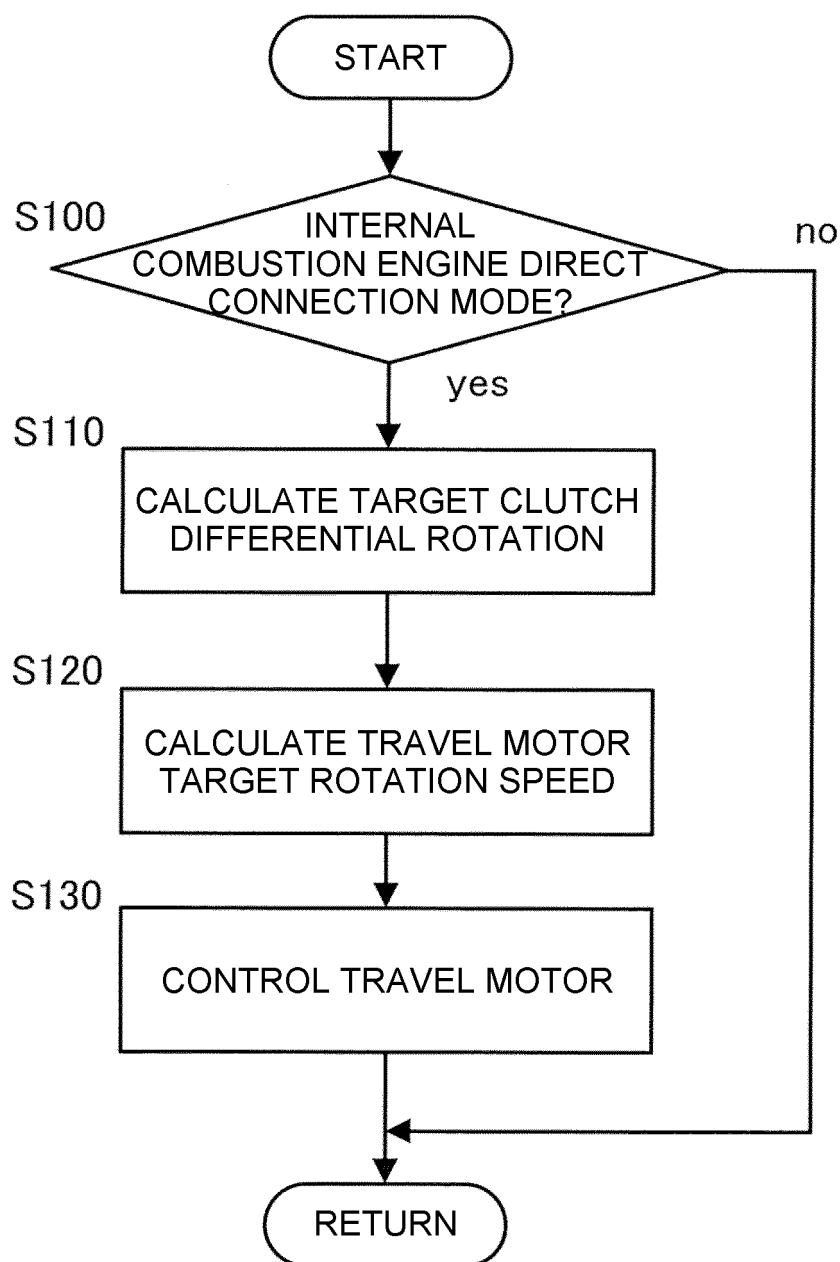 START
S100
INTERNAL
COMBUSTION ENGINE DIRECT
CONNECTION MODE?
no
yes
S110
CALCULATE TARGET CLUTCH
DIFFERENTIAL ROTATION
S120
CALCULATE TRAVEL MOTOR
TARGET ROTATION SPEED
S130
CONTROL TRAVEL MOTOR
RETURN